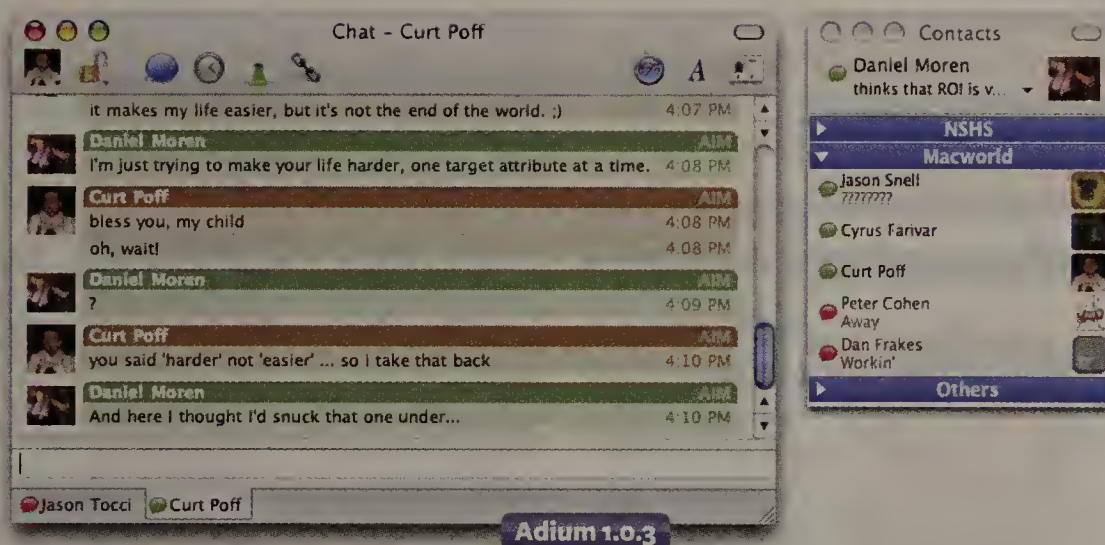 Chat – Curt Poff
it makes my life easier, but it's not the end of the world. ;) 4:07 PM
Daniel Moren AIM
I'm just trying to make your life harder, one target attribute at a time. 4:08 PM
Curt Poff AIM
bless you, my child 4:08 PM
oh, wait! 4:08 PM
Daniel Moren AIM
? 4:09 PM
Curt Poff AIM
you said 'harder' not 'easier' ... so i take that back 4:10 PM
Daniel Moren AIM
And here I thought I'd snuck that one under... 4:10 PM
Jason Tocci Curt Poff
Adium 1.0.3
Contacts
Daniel Moren
thinks that ROI is v...
NSHS
Macworld
Jason Snell
????????
Cyrus Farivar
Curt Poff
Peter Cohen
Away
Dan Frakes
Workin'
Others